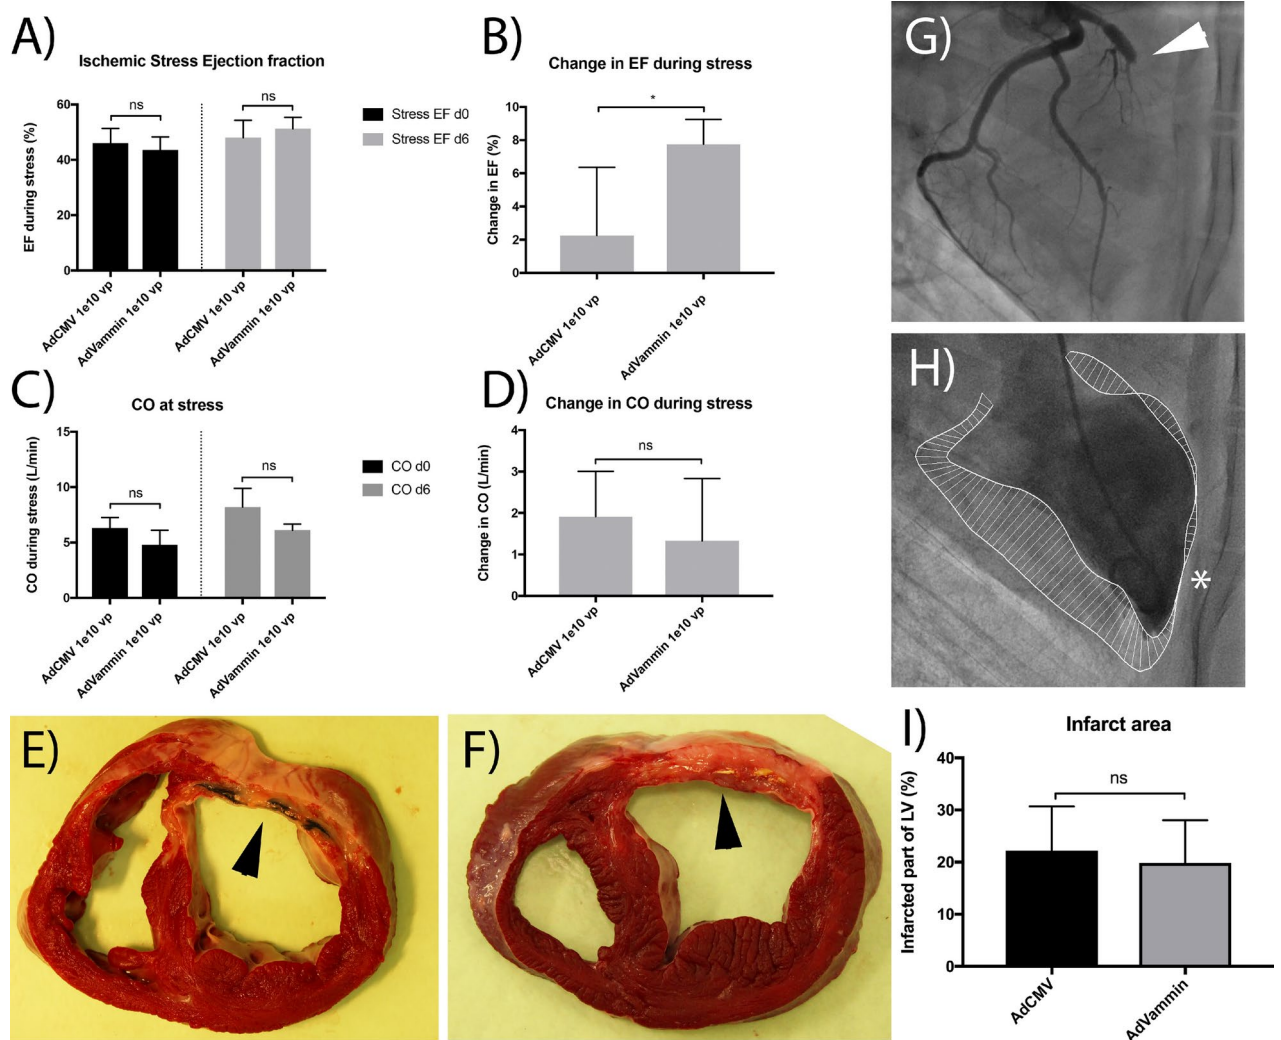 A)
Ischemic Stress Ejection fraction
EF during stress (%)
60
40
20
0
ns
ns
AdCMV 1e10 vp
AdVammin 1e10 vp
AdCMV 1e10 vp
AdVammin 1e10 vp
Stress EF d0
Stress EF d6
B)
Change in EF during stress
Change in EF (%)
10
8
6
4
2
0
*
AdCMV 1e10 vp
AdVammin 1e10 vp
C)
CO at stress
CO during stress (L/min)
15
10
5
0
ns
ns
AdCMV 1e10 vp
AdVammin 1e10 vp
AdCMV 1e10 vp
AdVammin 1e10 vp
CO d0
CO d6
D)
Change in CO during stress
Change in CO (L/min)
4
3
2
1
0
ns
AdCMV 1e10 vp
AdVammin 1e10 vp
E)
F)
G)
H)
*
I)
Infarct area
Infarcted part of LV (%)
40
30
20
10
0
ns
AdCMV
AdVammin